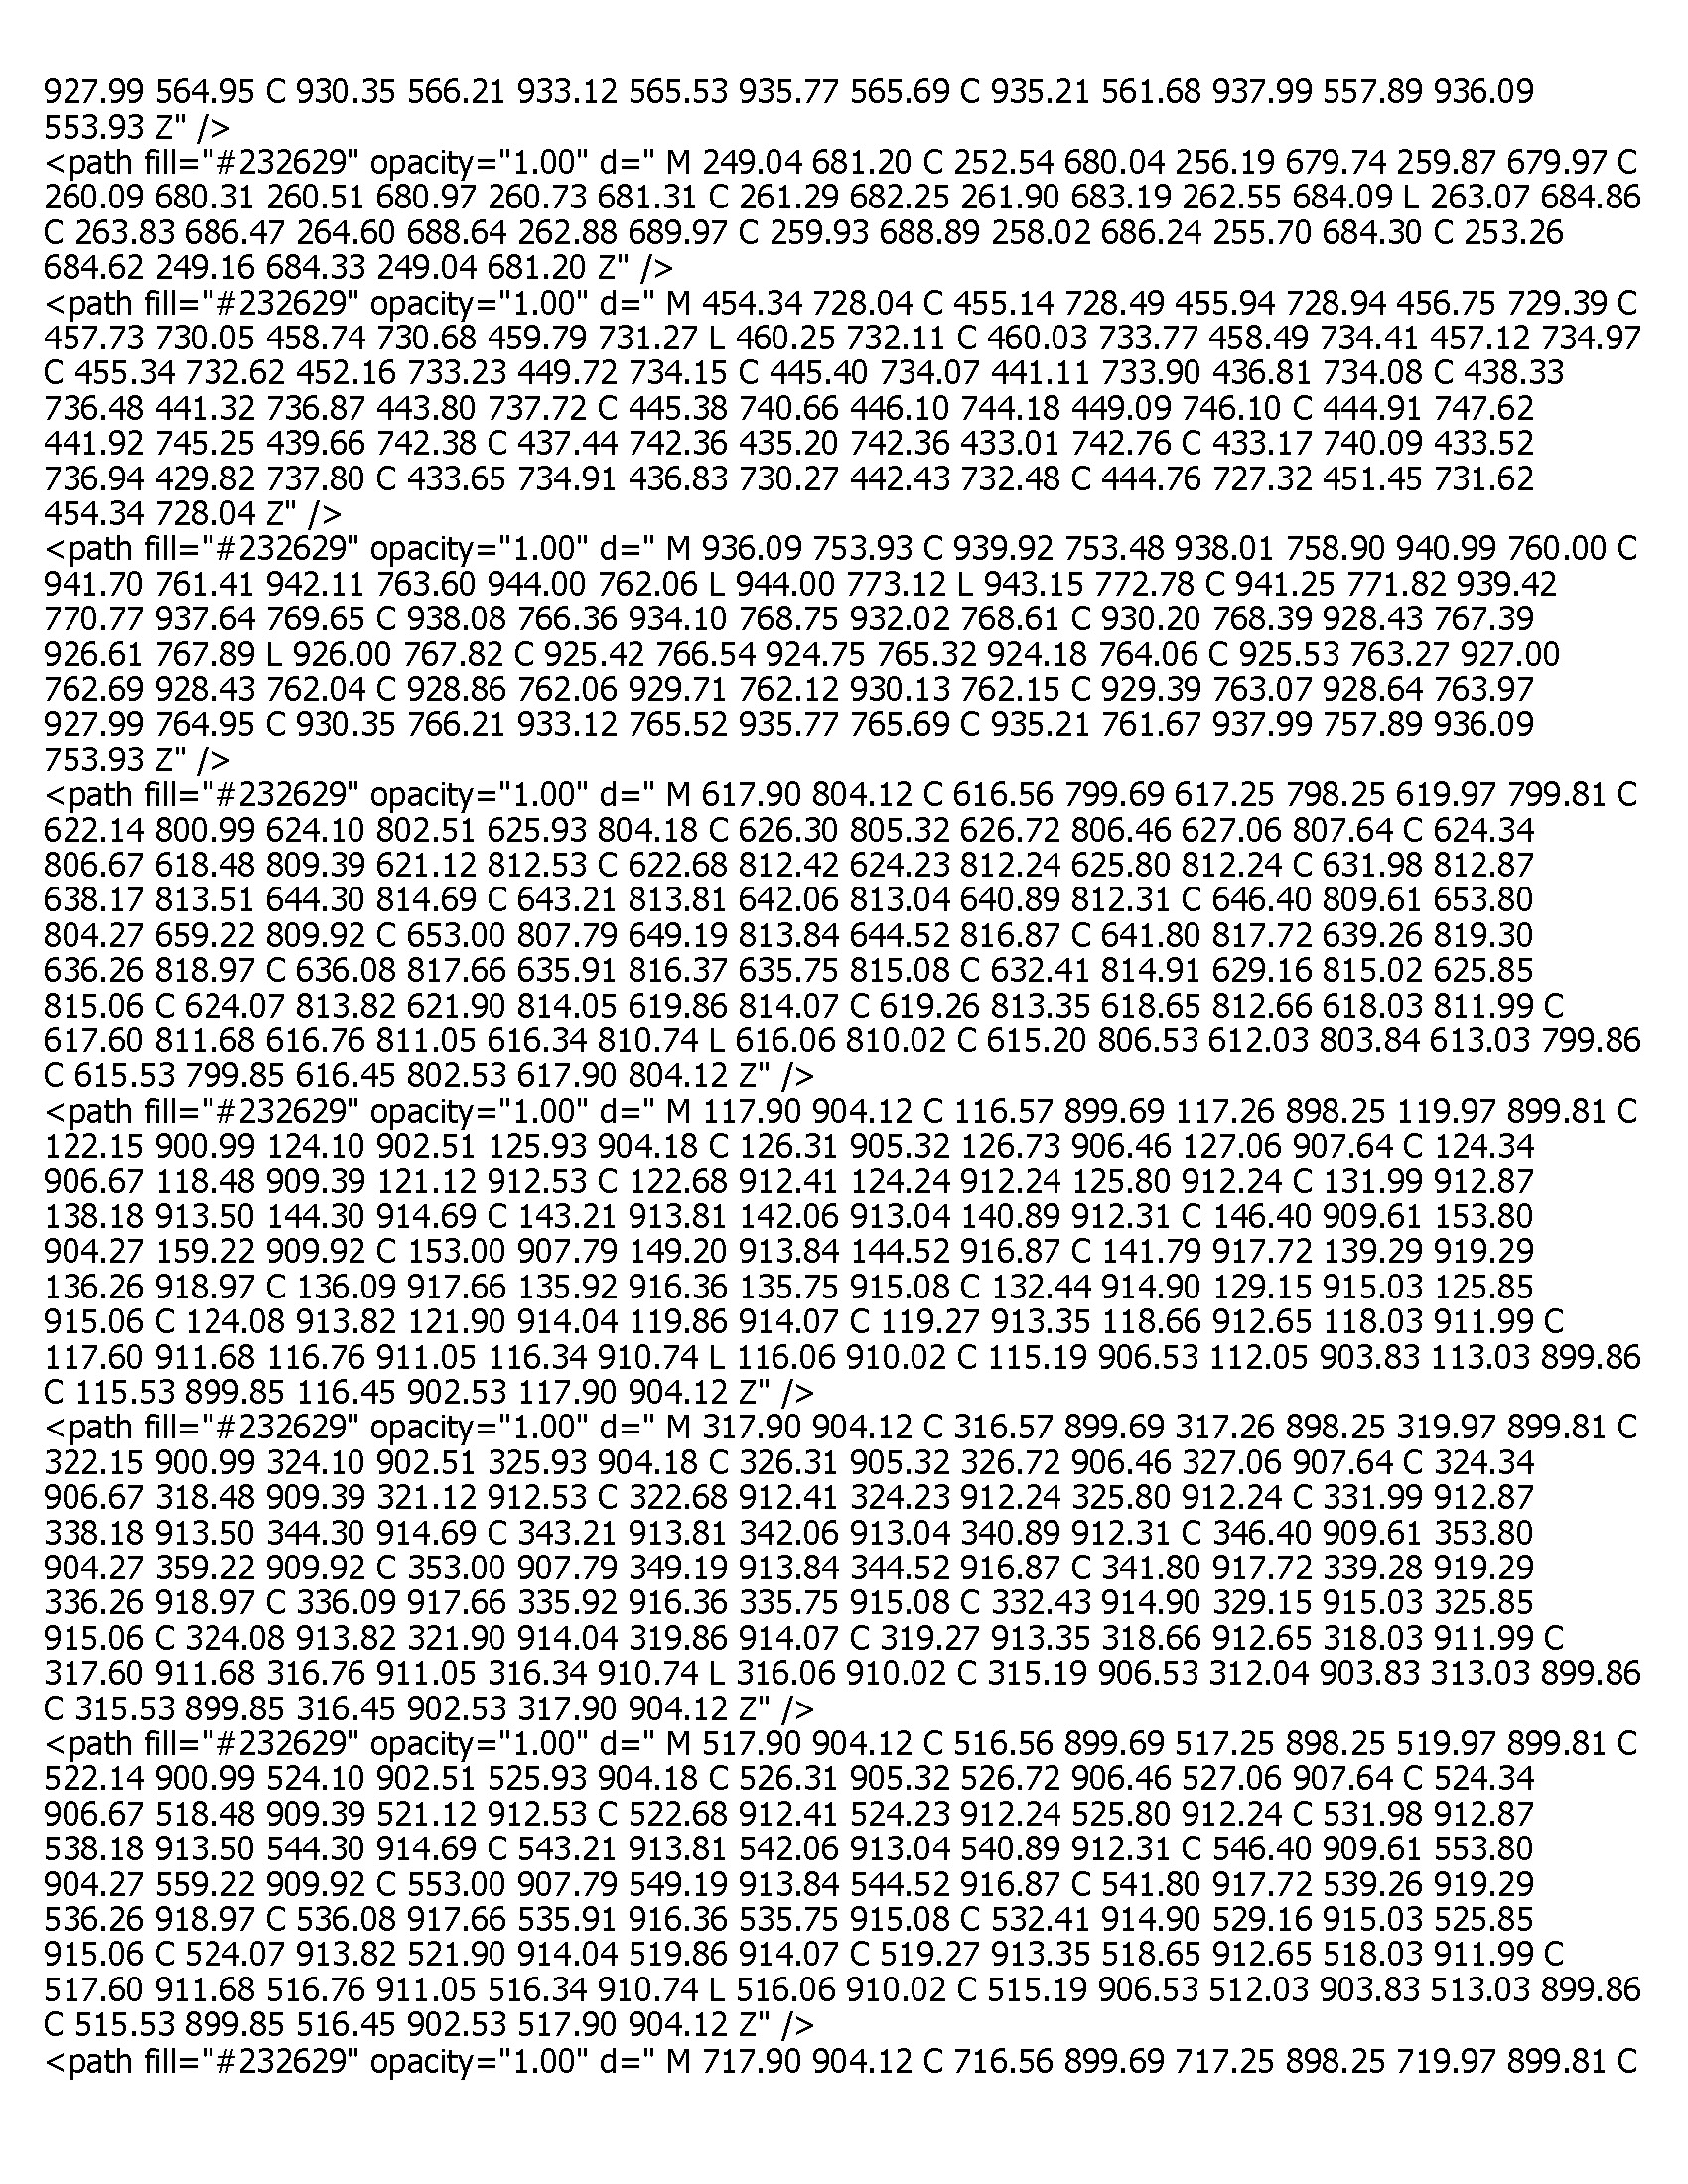 927.99 564.95 C 930.35 566.21 933.12 565.53 935.77 565.69 C 935.21 561.68 937.99 557.89 936.09
553.93 Z" />
<path fill="#232629" opacity="1.00" d=" M 249.04 681.20 C 252.54 680.04 256.19 679.74 259.87 679.97 C
260.09 680.31 260.51 680.97 260.73 681.31 C 261.29 682.25 261.90 683.19 262.55 684.09 L 263.07 684.86
C 263.83 686.47 264.60 688.64 262.88 689.97 C 259.93 688.89 258.02 686.24 255.70 684.30 C 253.26
684.62 249.16 684.33 249.04 681.20 Z" />
<path fill="#232629" opacity="1.00" d=" M 454.34 728.04 C 455.14 728.49 455.94 728.94 456.75 729.39 C
457.73 730.05 458.74 730.68 459.79 731.27 L 460.25 732.11 C 460.03 733.77 458.49 734.41 457.12 734.97
C 455.34 732.62 452.16 733.23 449.72 734.15 C 445.40 734.07 441.11 733.90 436.81 734.08 C 438.33
736.48 441.32 736.87 443.80 737.72 C 445.38 740.66 446.10 744.18 449.09 746.10 C 444.91 747.62
441.92 745.25 439.66 742.38 C 437.44 742.36 435.20 742.36 433.01 742.76 C 433.17 740.09 433.52
736.94 429.82 737.80 C 433.65 734.91 436.83 730.27 442.43 732.48 C 444.76 727.32 451.45 731.62
454.34 728.04 Z" />
<path fill="#232629" opacity="1.00" d=" M 936.09 753.93 C 939.92 753.48 938.01 758.90 940.99 760.00 C
941.70 761.41 942.11 763.60 944.00 762.06 L 944.00 773.12 L 943.15 772.78 C 941.25 771.82 939.42
770.77 937.64 769.65 C 938.08 766.36 934.10 768.75 932.02 768.61 C 930.20 768.39 928.43 767.39
926.61 767.89 L 926.00 767.82 C 925.42 766.54 924.75 765.32 924.18 764.06 C 925.53 763.27 927.00
762.69 928.43 762.04 C 928.86 762.06 929.71 762.12 930.13 762.15 C 929.39 763.07 928.64 763.97
927.99 764.95 C 930.35 766.21 933.12 765.52 935.77 765.69 C 935.21 761.67 937.99 757.89 936.09
753.93 Z" />
<path fill="#232629" opacity="1.00" d=" M 617.90 804.12 C 616.56 799.69 617.25 798.25 619.97 799.81 C
622.14 800.99 624.10 802.51 625.93 804.18 C 626.30 805.32 626.72 806.46 627.06 807.64 C 624.34
806.67 618.48 809.39 621.12 812.53 C 622.68 812.42 624.23 812.24 625.80 812.24 C 631.98 812.87
638.17 813.51 644.30 814.69 C 643.21 813.81 642.06 813.04 640.89 812.31 C 646.40 809.61 653.80
804.27 659.22 809.92 C 653.00 807.79 649.19 813.84 644.52 816.87 C 641.80 817.72 639.26 819.30
636.26 818.97 C 636.08 817.66 635.91 816.37 635.75 815.08 C 632.41 814.91 629.16 815.02 625.85
815.06 C 624.07 813.82 621.90 814.05 619.86 814.07 C 619.26 813.35 618.65 812.66 618.03 811.99 C
617.60 811.68 616.76 811.05 616.34 810.74 L 616.06 810.02 C 615.20 806.53 612.03 803.84 613.03 799.86
C 615.53 799.85 616.45 802.53 617.90 804.12 Z" />
<path fill="#232629" opacity="1.00" d=" M 117.90 904.12 C 116.57 899.69 117.26 898.25 119.97 899.81 C
122.15 900.99 124.10 902.51 125.93 904.18 C 126.31 905.32 126.73 906.46 127.06 907.64 C 124.34
906.67 118.48 909.39 121.12 912.53 C 122.68 912.41 124.24 912.24 125.80 912.24 C 131.99 912.87
138.18 913.50 144.30 914.69 C 143.21 913.81 142.06 913.04 140.89 912.31 C 146.40 909.61 153.80
904.27 159.22 909.92 C 153.00 907.79 149.20 913.84 144.52 916.87 C 141.79 917.72 139.29 919.29
136.26 918.97 C 136.09 917.66 135.92 916.36 135.75 915.08 C 132.44 914.90 129.15 915.03 125.85
915.06 C 124.08 913.82 121.90 914.04 119.86 914.07 C 119.27 913.35 118.66 912.65 118.03 911.99 C
117.60 911.68 116.76 911.05 116.34 910.74 L 116.06 910.02 C 115.19 906.53 112.05 903.83 113.03 899.86
C 115.53 899.85 116.45 902.53 117.90 904.12 Z" />
<path fill="#232629" opacity="1.00" d=" M 317.90 904.12 C 316.57 899.69 317.26 898.25 319.97 899.81 C
322.15 900.99 324.10 902.51 325.93 904.18 C 326.31 905.32 326.72 906.46 327.06 907.64 C 324.34
906.67 318.48 909.39 321.12 912.53 C 322.68 912.41 324.23 912.24 325.80 912.24 C 331.99 912.87
338.18 913.50 344.30 914.69 C 343.21 913.81 342.06 913.04 340.89 912.31 C 346.40 909.61 353.80
904.27 359.22 909.92 C 353.00 907.79 349.19 913.84 344.52 916.87 C 341.80 917.72 339.28 919.29
336.26 918.97 C 336.09 917.66 335.92 916.36 335.75 915.08 C 332.43 914.90 329.15 915.03 325.85
915.06 C 324.08 913.82 321.90 914.04 319.86 914.07 C 319.27 913.35 318.66 912.65 318.03 911.99 C
317.60 911.68 316.76 911.05 316.34 910.74 L 316.06 910.02 C 315.19 906.53 312.04 903.83 313.03 899.86
C 315.53 899.85 316.45 902.53 317.90 904.12 Z" />
<path fill="#232629" opacity="1.00" d=" M 517.90 904.12 C 516.56 899.69 517.25 898.25 519.97 899.81 C
522.14 900.99 524.10 902.51 525.93 904.18 C 526.31 905.32 526.72 906.46 527.06 907.64 C 524.34
906.67 518.48 909.39 521.12 912.53 C 522.68 912.41 524.23 912.24 525.80 912.24 C 531.98 912.87
538.18 913.50 544.30 914.69 C 543.21 913.81 542.06 913.04 540.89 912.31 C 546.40 909.61 553.80
904.27 559.22 909.92 C 553.00 907.79 549.19 913.84 544.52 916.87 C 541.80 917.72 539.26 919.29
536.26 918.97 C 536.08 917.66 535.91 916.36 535.75 915.08 C 532.41 914.90 529.16 915.03 525.85
915.06 C 524.07 913.82 521.90 914.04 519.86 914.07 C 519.27 913.35 518.65 912.65 518.03 911.99 C
517.60 911.68 516.76 911.05 516.34 910.74 L 516.06 910.02 C 515.19 906.53 512.03 903.83 513.03 899.86
C 515.53 899.85 516.45 902.53 517.90 904.12 Z" />
<path fill="#232629" opacity="1.00" d=" M 717.90 904.12 C 716.56 899.69 717.25 898.25 719.97 899.81 C